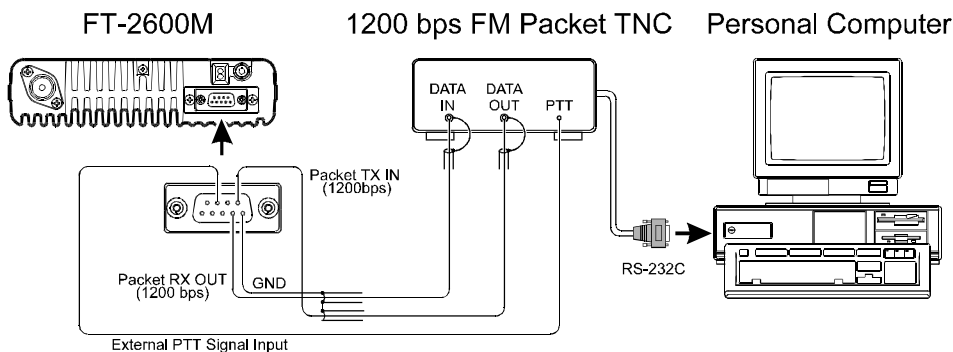 FT-2600M
1200 bps FM Packet TNC
Personal Computer
DATA
IN
DATA
OUT
PTT
Packet TX IN
(1200bps)
Packet RX OUT
(1200 bps)
GND
RS-232C
External PTT Signal Input